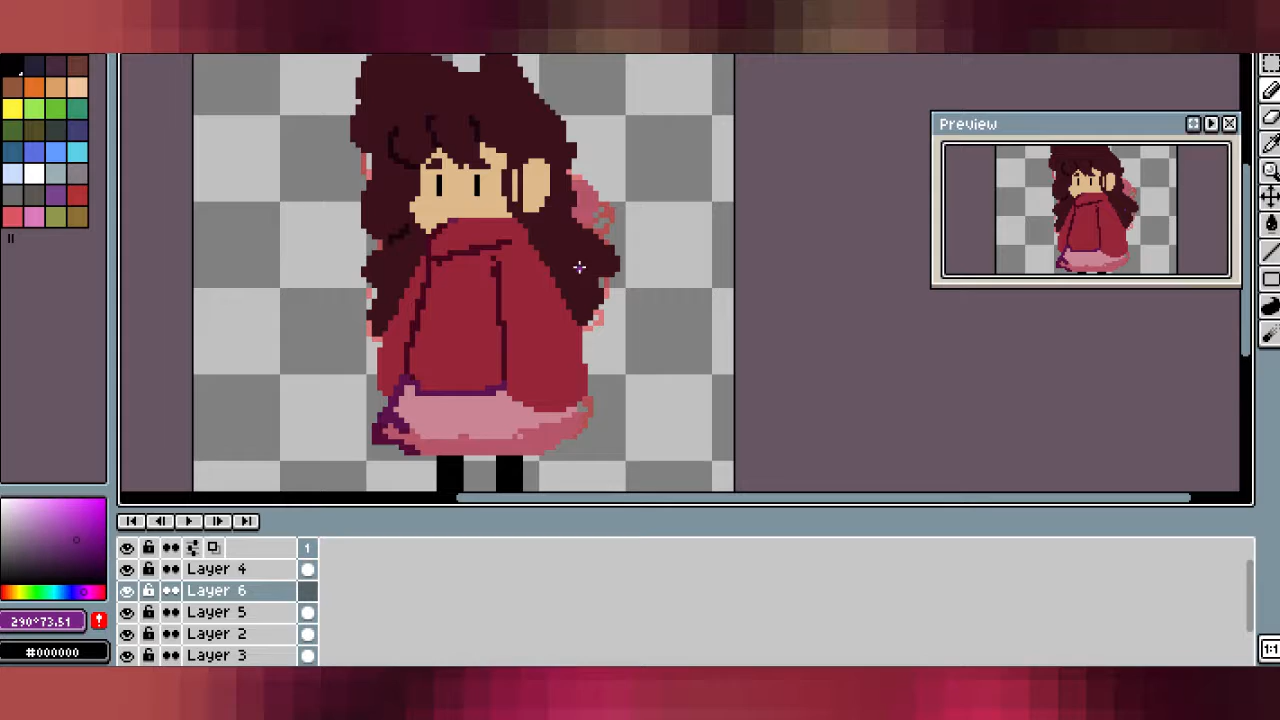 Preview
1
Layer 4
Layer 6
Layer 5
Layer 2
Layer 3
290°73.51
!
#000000
1:1